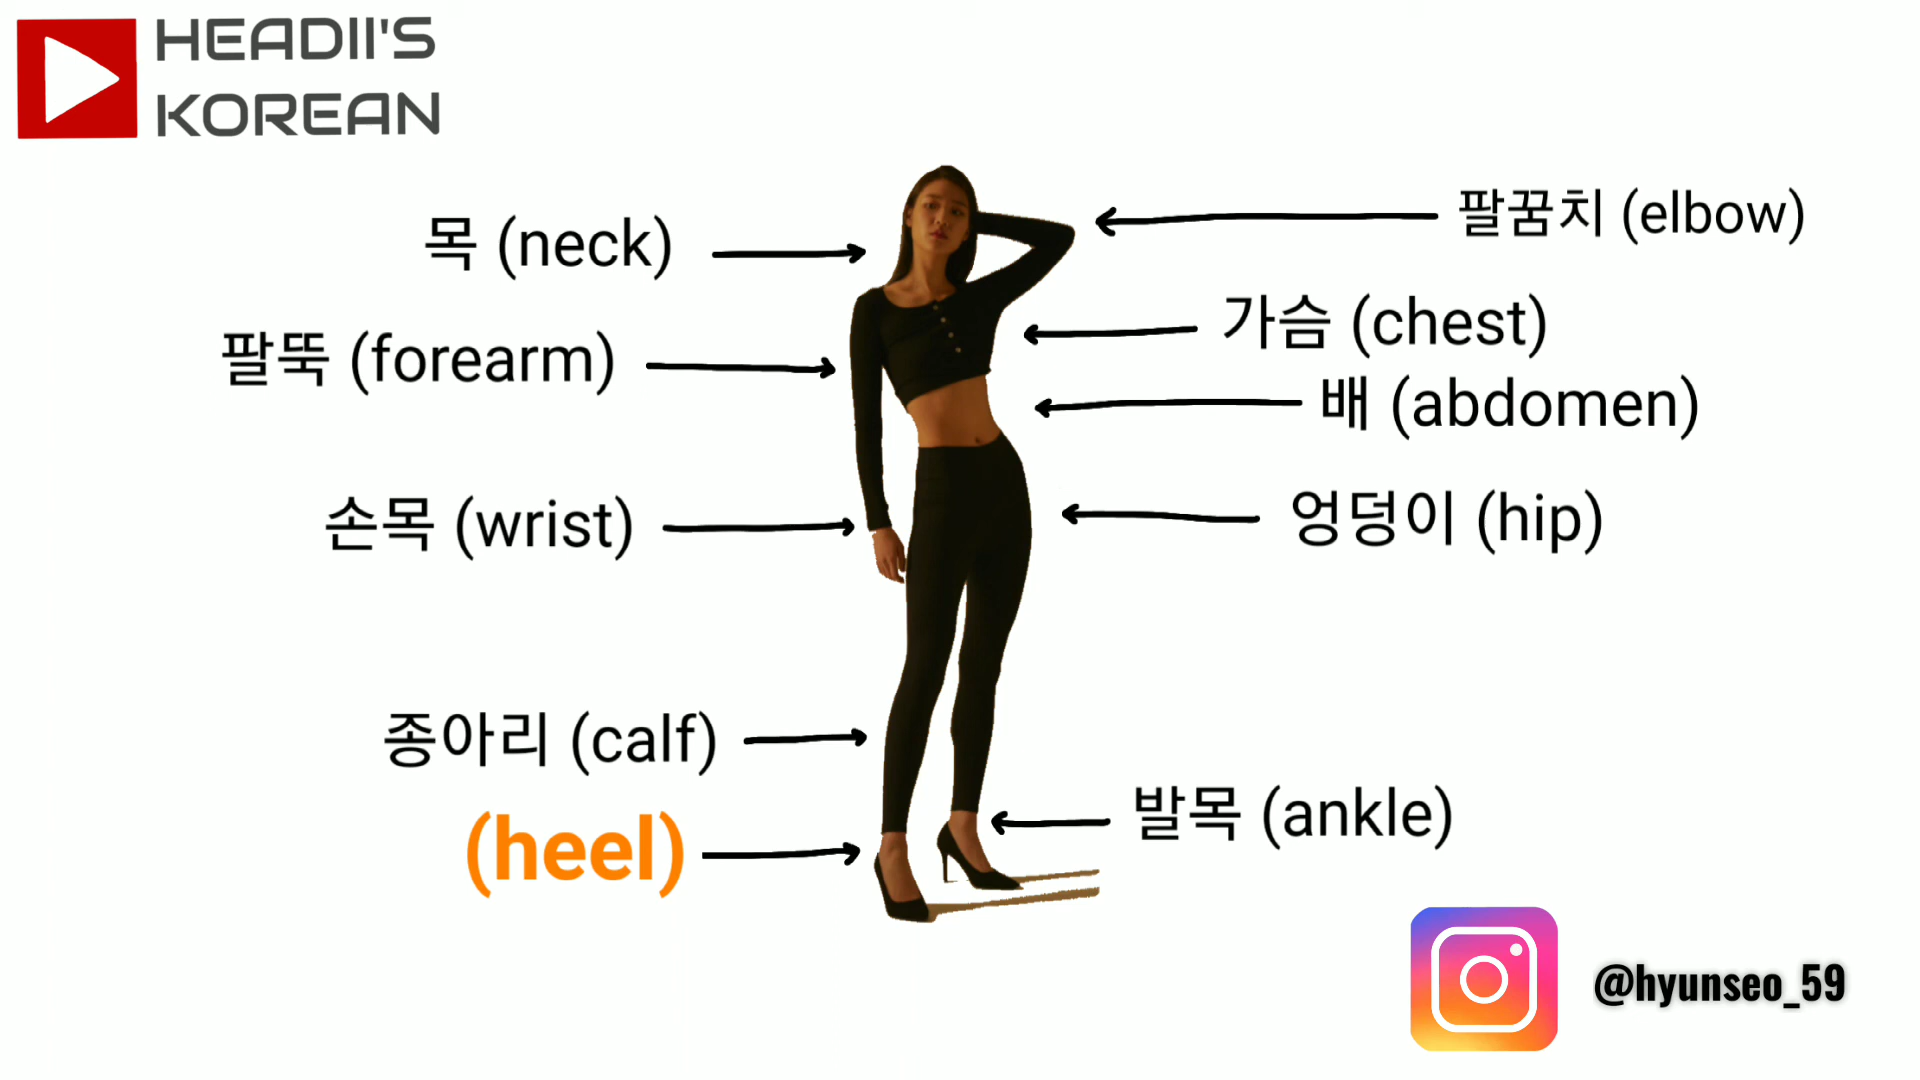 HEADII'S
KOREAN
목 (neck)
팔꿈치 (elbow)
팔뚝 (forearm)
가슴 (chest)
배 (abdomen)
손목 (wrist)
엉덩이 (hip)
종아리 (calf)
(heel)
발목 (ankle)
@hyunseo_59